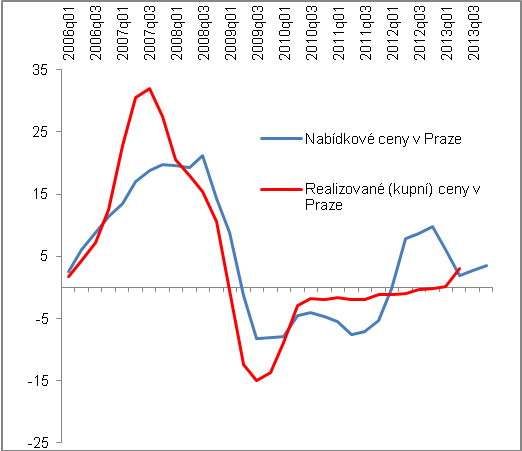 2006q01
2006q03
2007q01
2007q03
2008q01
2008q03
2009q01
2009q03
2010q01
2010q03
2011q01
2011q03
2012q01
2012q03
2013q01
2013q03
35
25
15
5
-5
-15
-25
Nabídkové ceny v Praze
Realizované (kupní) ceny v
Praze